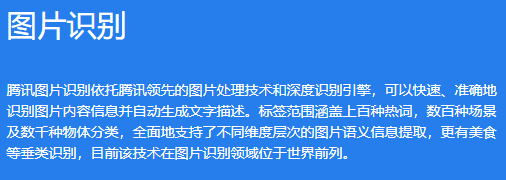 图片识别
腾讯图片识别依托腾讯领先的图片处理技术和深度识别引擎，可以快速、准确地
识别图片内容信息并自动生成文字描述。标签范围涵盖上百种热词，数百种场景
及数千种物体分类，全面地支持了不同维度层次的图片语义信息提取，更有美食
等垂类识别，目前该技术在图片识别领域位于世界前列。